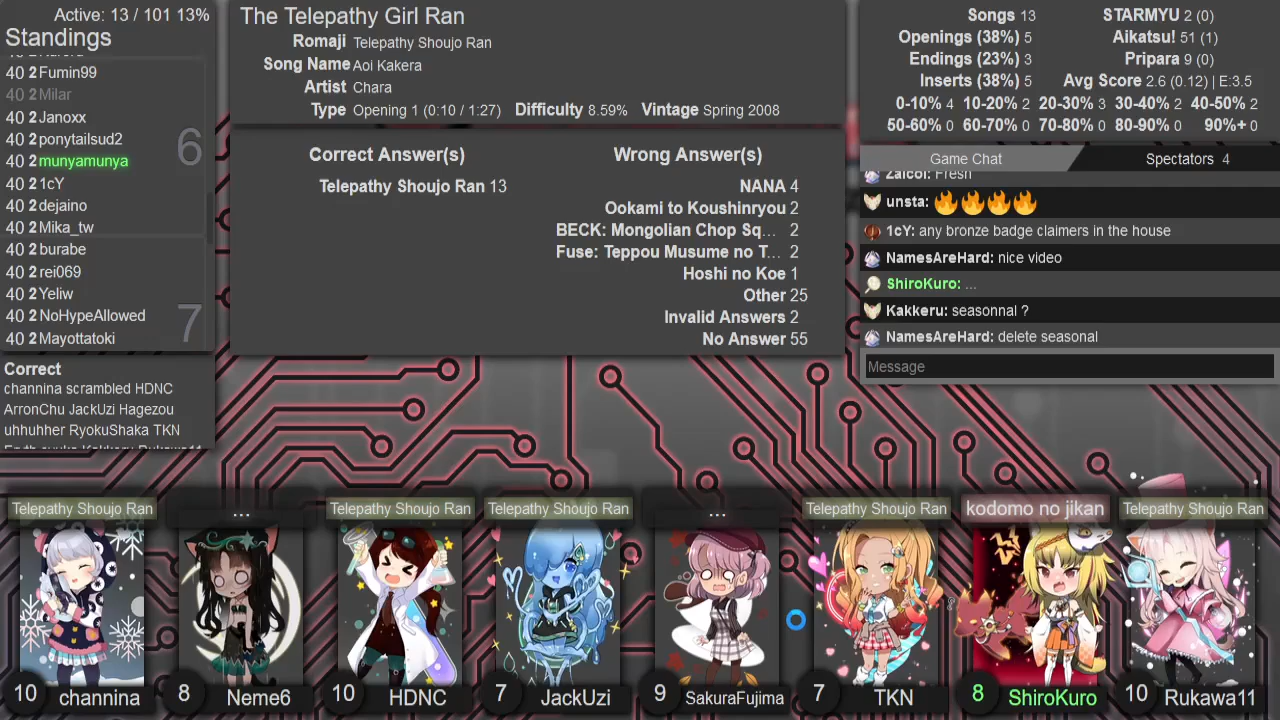 Active: 13 / 101 13%
Standings
40 2 Fumin99
40 2 Milar
40 2 Janoxx
40 2 ponytailsud2
40 2 munyamunya
6
40 2 1cY
40 2 dejaino
40 2 Mika_tw
40 2 burabe
40 2 rei069
40 2 Yeliw
40 2 NoHypeAllowed
40 2 Mayottatoki
7
Correct
channina scrambled HDNC
ArronChu JackUzi Hagezou
uhhuhher RyokuShaka TKN
The Telepathy Girl Ran
Romaji Telepathy Shoujo Ran
Song Name Aoi Kakera
Artist Chara
Type Opening 1 (0:10 / 1:27) Difficulty 8.59% Vintage Spring 2008
Correct Answer(s)
Telepathy Shoujo Ran 13
Wrong Answer(s)
NANA 4
Ookami to Koushinryou 2
BECK: Mongolian Chop Sq... 2
Fuse: Teppou Musume no T... 2
Hoshi no Koe 1
Other 25
Invalid Answers 2
No Answer 55
Songs 13
Openings (38%) 5
Endings (23%) 3
Inserts (38%) 5
STARMYU 2 (0)
Aikatsu! 51 (1)
Pripara 9 (0)
Avg Score 2.6 (0.12) | E:3.5
0-10% 4 10-20% 2 20-30% 3 30-40% 2 40-50% 2
50-60% 0 60-70% 0 70-80% 0 80-90% 0 90%+ 0
Game Chat
Spectators 4
Zalcol: Fresh
unsta: 🔥🔥🔥🔥
1cY: any bronze badge claimers in the house
NamesAreHard: nice video
ShiroKuro: ...
Kakkeru: seasonnal ?
NamesAreHard: delete seasonal
Message
Telepathy Shoujo Ran
...
Telepathy Shoujo Ran
Telepathy Shoujo Ran
...
Telepathy Shoujo Ran
kodomo no jikan
Telepathy Shoujo Ran
10 channina
8 Neme6
10 HDNC
7 JackUzi
9 SakuraFujima
7 TKN
8 ShiroKuro
10 Rukawa11